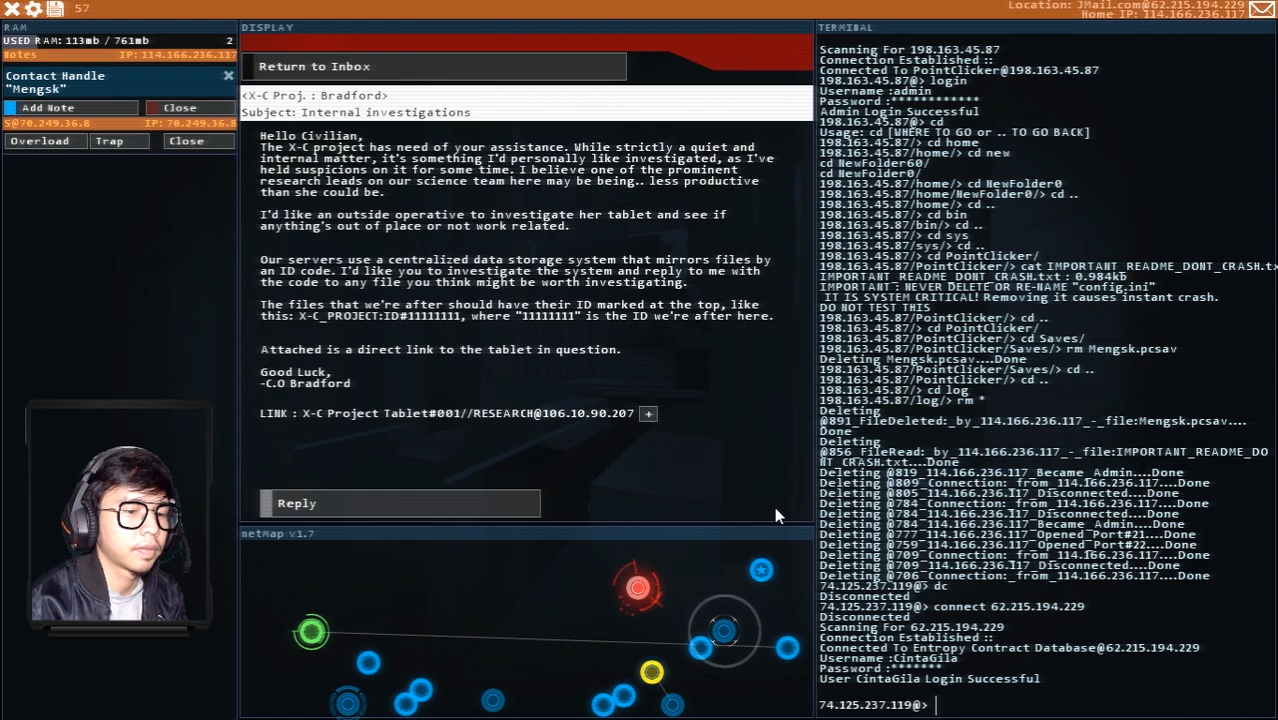 57
Location: JMail.com@62.215.194.229
Home IP: 114.166.236.117
RAM
USED RAM: 113mb / 761mb 2
Notes IP: 114.166.236.117
Contact Handle
"Mengsk"
Add Note
Close
S@70.249.36.8 IP: 70.249.36.8
Overload
Trap
Close
DISPLAY
Return to Inbox
<X-C Proj. : Bradford>
Subject: Internal investigations
Hello Civilian,
The X-C project has need of your assistance. While strictly a quiet and
internal matter, it's something I'd personally like investigated, as I've
held suspicions on it for some time. I believe one of the prominent
research leads on our science team here may be being.. less productive
than she could be.
I'd like an outside operative to investigate her tablet and see if
anything's out of place or not work related.
Our servers use a centralized data storage system that mirrors files by
an ID code. I'd like you to investigate the system and reply to me with
the code to any file you think might be worth investigating.
The files that we're after should have their ID marked at the top, like
this: X-C_PROJECT:ID#11111111, where "11111111" is the ID we're after here.
Attached is a direct link to the tablet in question.
Good Luck,
-C.O Bradford
LINK : X-C Project Tablet#001//RESEARCH@106.10.90.207 +
Reply
netMap v1.7
TERMINAL
Scanning For 198.163.45.87
Connection Established ::
Connected To PointClicker@198.163.45.87
198.163.45.87@> login
Username :admin
Password :************
Admin Login Successful
198.163.45.87@> cd
Usage: cd [WHERE TO GO or .. TO GO BACK]
198.163.45.87@> cd home
198.163.45.87/home/> cd new
cd NewFolder60/
cd NewFolder0/
198.163.45.87/home/> cd NewFolder0
198.163.45.87/home/NewFolder0/> cd ..
198.163.45.87/home/> cd ..
198.163.45.87/> cd bin
198.163.45.87/bin/> cd ..
198.163.45.87/> cd sys
198.163.45.87/sys/> cd ..
198.163.45.87/> cd PointClicker/
198.163.45.87/PointClicker/> cat IMPORTANT_README_DONT_CRASH.tx
IMPORTANT_README_DONT_CRASH.txt : 0.984kb
IMPORTANT : NEVER DELETE OR RE-NAME "config.ini"
IT IS SYSTEM CRITICAL! Removing it causes instant crash.
DO NOT TEST THIS
198.163.45.87/PointClicker/> cd ..
198.163.45.87/> cd PointClicker/
198.163.45.87/PointClicker/> cd Saves/
198.163.45.87/PointClicker/Saves/> rm Mengsk.pcsav
Deleting Mengsk.pcsav....Done
198.163.45.87/PointClicker/Saves/> cd ..
198.163.45.87/PointClicker/> cd ..
198.163.45.87/> cd log
198.163.45.87/log/> rm *
Deleting
@891_FileDeleted:_by_114.166.236.117_-_file:Mengsk.pcsav....
Done
Deleting
@856_FileRead:_by_114.166.236.117_-_file:IMPORTANT_README_DO
NT_CRASH.txt....Done
Deleting @819_114.166.236.117_Became_Admin....Done
Deleting @809_Connection:_from_114.166.236.117....Done
Deleting @805_114.166.236.117_Disconnected....Done
Deleting @784_Connection:_from_114.166.236.117....Done
Deleting @784_114.166.236.117_Disconnected....Done
Deleting @784_114.166.236.117_Became_Admin....Done
Deleting @777_114.166.236.117_Opened_Port#21....Done
Deleting @759_114.166.236.117_Opened_Port#22....Done
Deleting @709_Connection:_from_114.166.236.117....Done
Deleting @709_114.166.236.117_Disconnected....Done
Deleting @706_Connection:_from_114.166.236.117....Done
74.125.237.119@> dc
Disconnected
74.125.237.119@> connect 62.215.194.229
Disconnected
Scanning For 62.215.194.229
Connection Established ::
Connected To Entropy Contract Database@62.215.194.229
Username :CintaGila
Password :*******
User CintaGila Login Successful
74.125.237.119@>